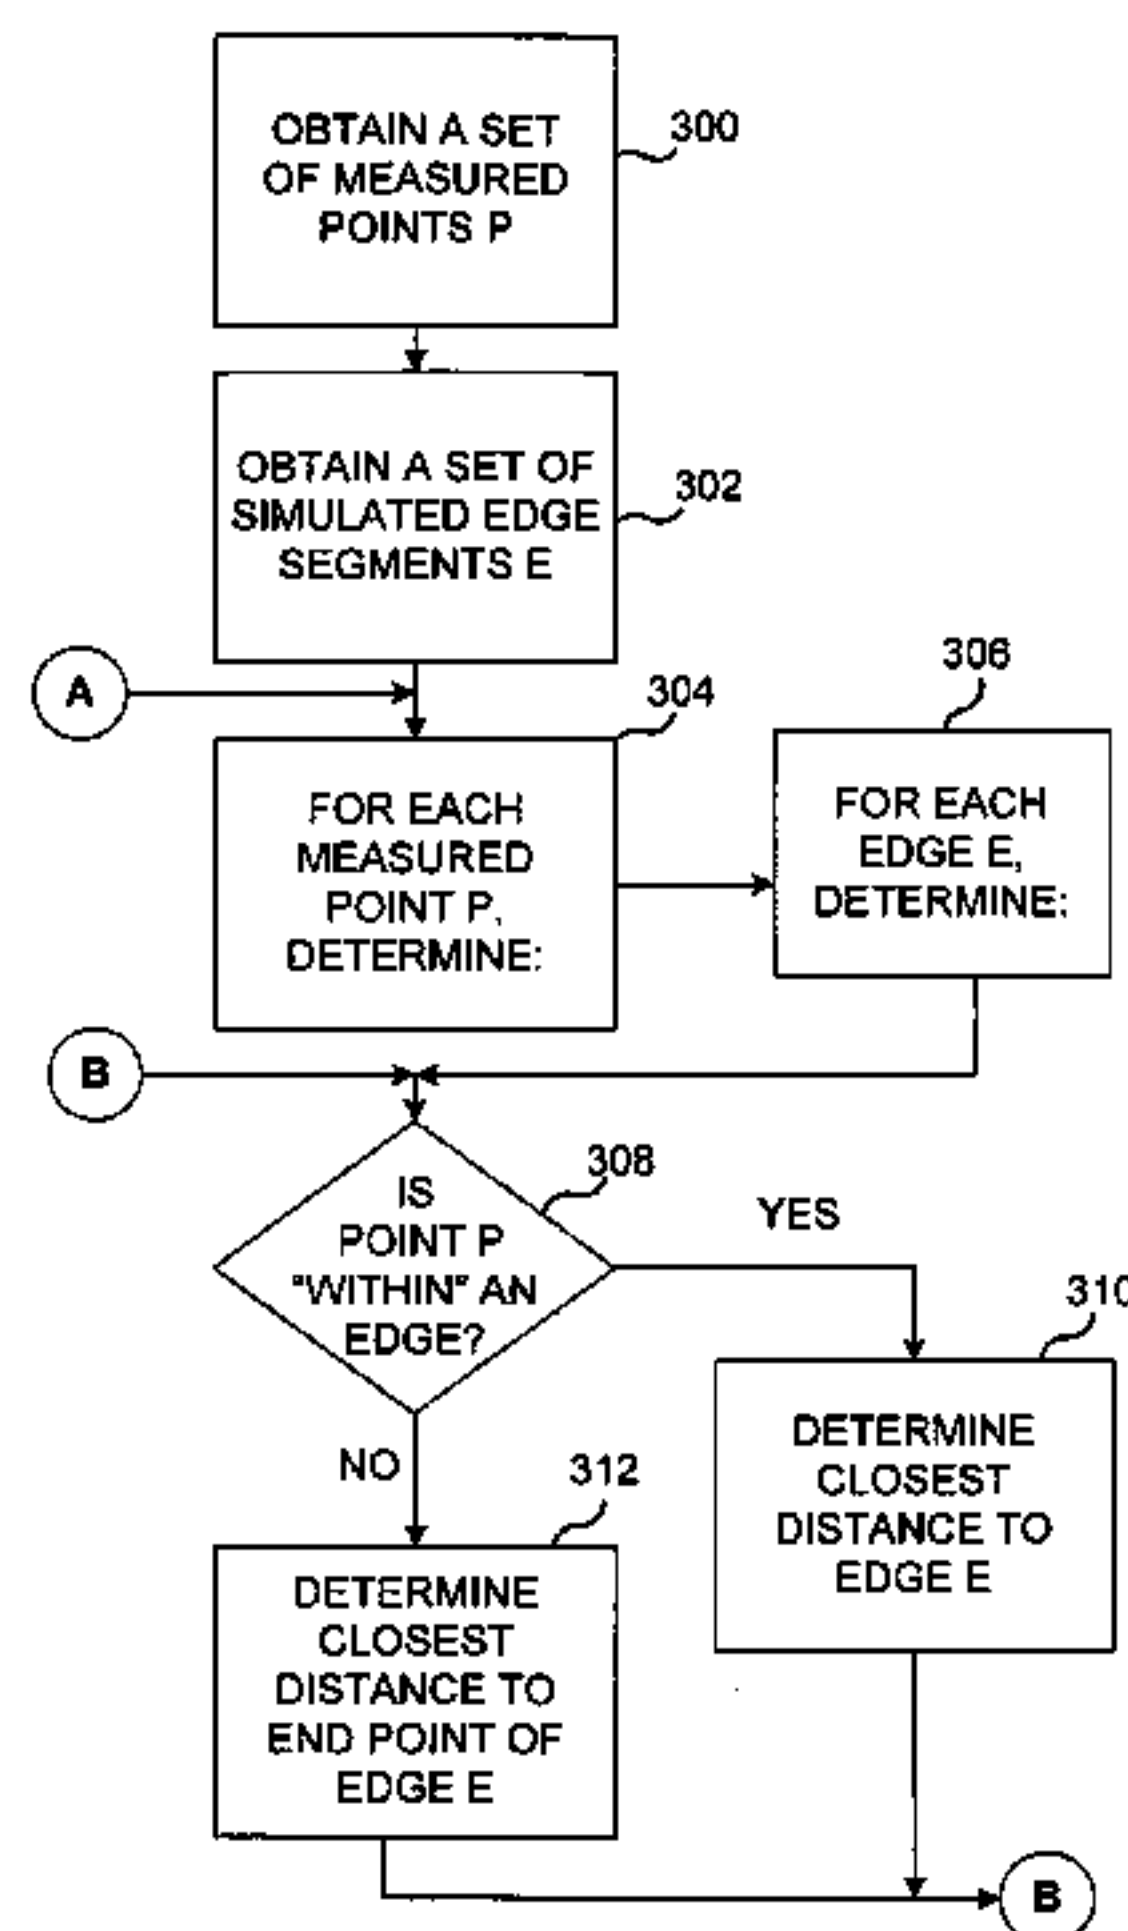 OBTAIN A SET
OF MEASURED
POINTS P
300
OBTAIN A SET OF
SIMULATED EDGE
SEGMENTS E
302
A
304
306
FOR EACH
MEASURED
POINT P,
DETERMINE:
FOR EACH
EDGE E,
DETERMINE:
B
308
IS
POINT P
"WITHIN" AN
EDGE?
YES
310
NO
312
DETERMINE
CLOSEST
DISTANCE TO
EDGE E
DETERMINE
CLOSEST
DISTANCE TO
END POINT OF
EDGE E
B